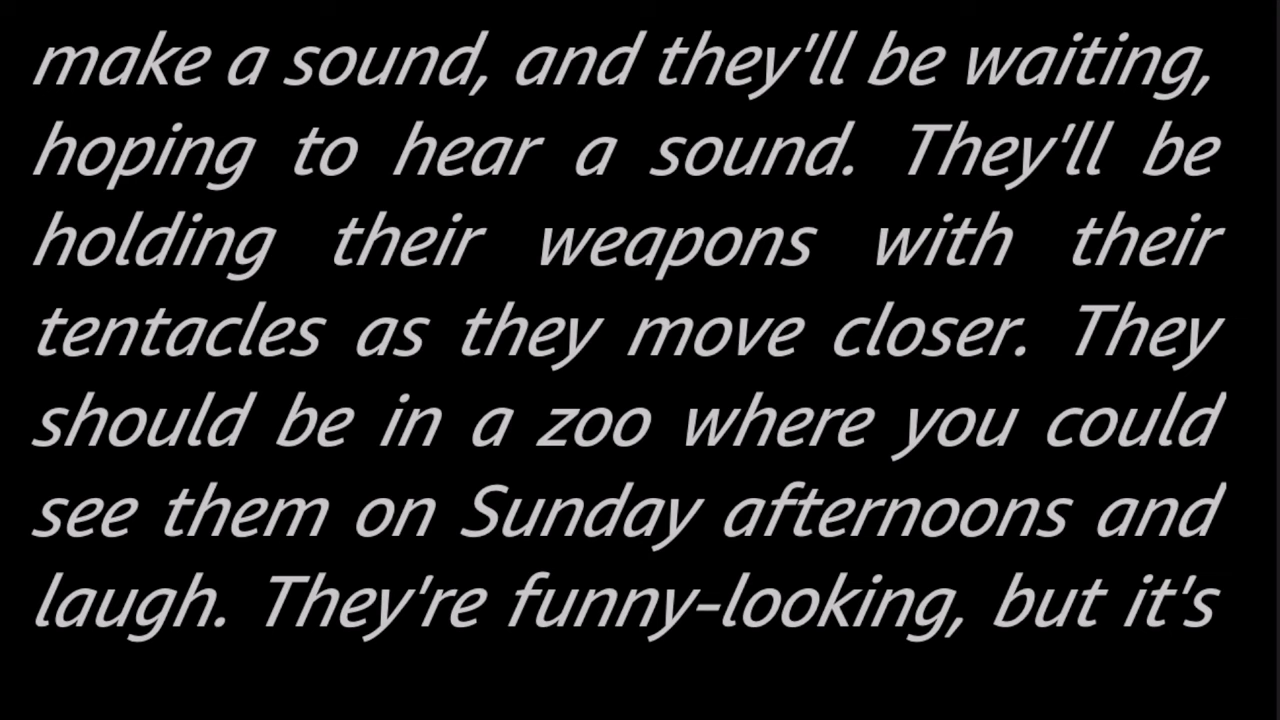 make a sound, and they'll be waiting,
hoping to hear a sound. They'll be
holding their weapons with their
tentacles as they move closer. They
should be in a zoo where you could
see them on Sunday afternoons and
laugh. They're funny-looking, but it's